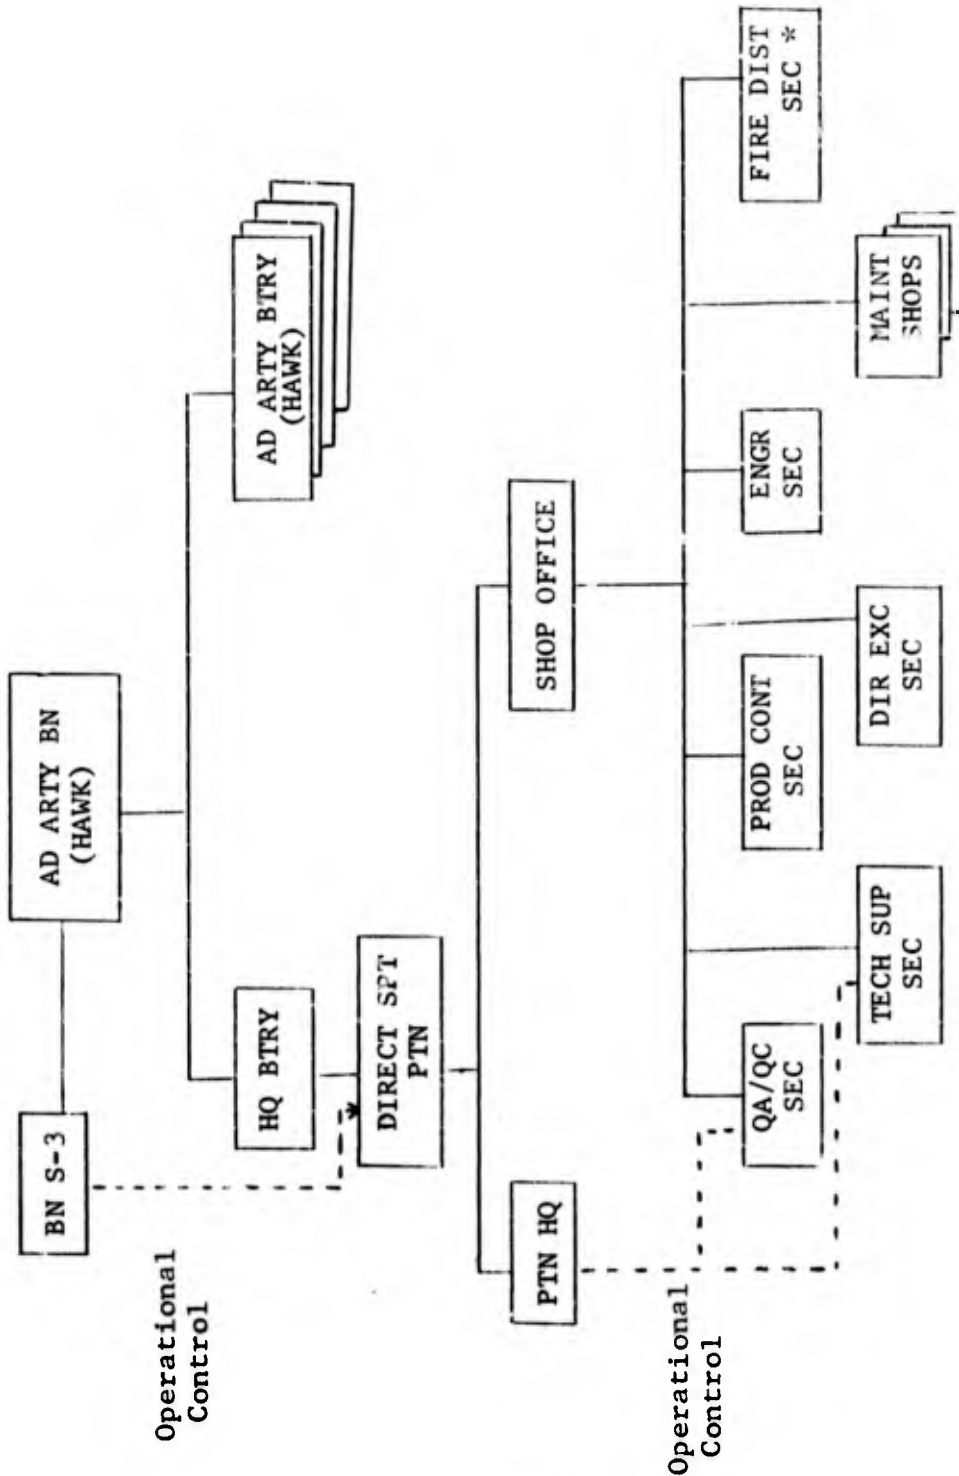 AD ARTY BN
(HAWK)
BN S-3
Operational
Control
HQ BTRY
AD ARTY BTRY
(HAWK)
DIRECT SPT
PTN
PTN HQ
SHOP OFFICE
Operational
Control
QA/QC
SEC
PROD CONT
SEC
ENGR
SEC
FIRE DIST
SEC *
TECH SUP
SEC
DIR EXC
SEC
MAINT
SHOPS